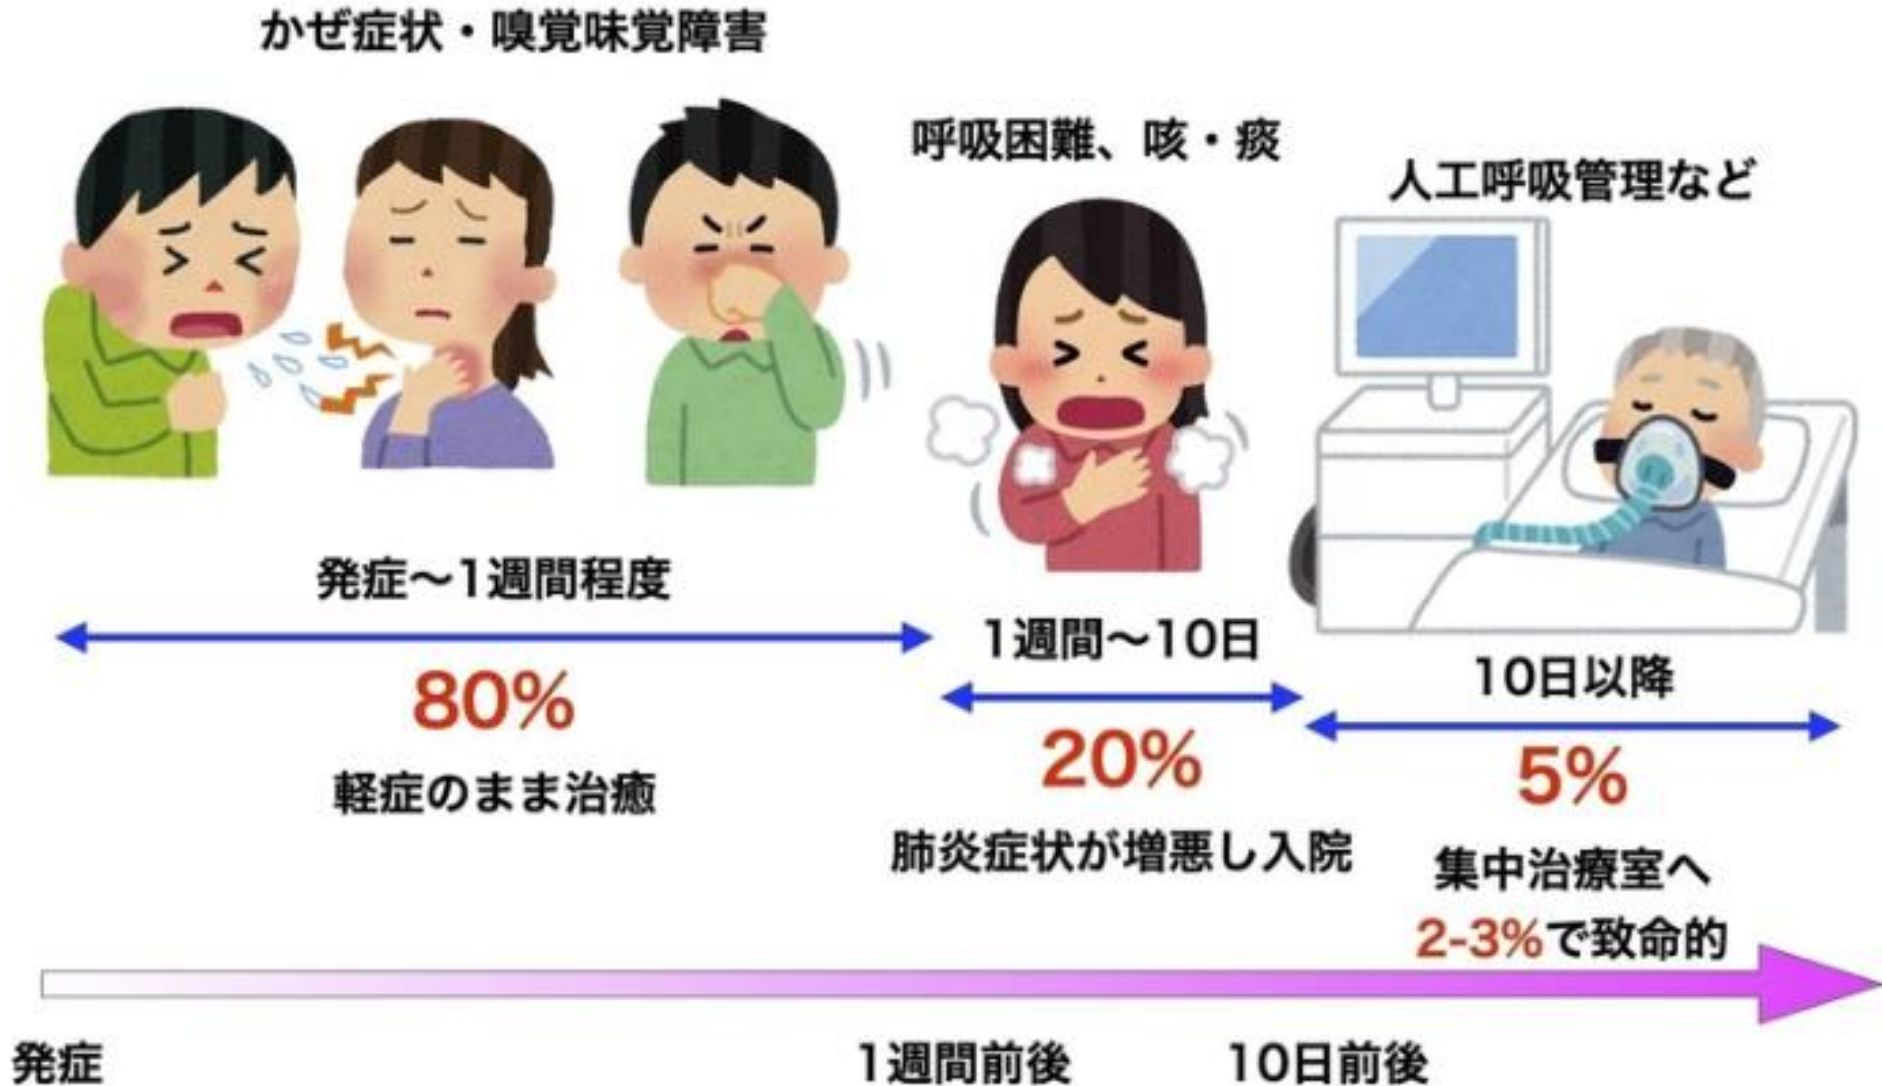 かぜ症状・嗅覚味覚障害
呼吸困難、咳・痰
人工呼吸管理など
発症〜1週間程度
80%
軽症のまま治癒
1週間〜10日
20%
肺炎症状が増悪し入院
10日以降
5%
集中治療室へ
2-3%で致命的
発症
1週間前後
10日前後